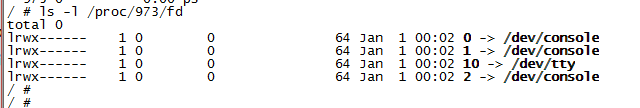 / # ls -l /proc/973/fd
total 0
lrwx------    1 0        0               64 Jan  1 00:02 0 -> /dev/console
lrwx------    1 0        0               64 Jan  1 00:02 1 -> /dev/console
lrwx------    1 0        0               64 Jan  1 00:02 10 -> /dev/tty
lrwx------    1 0        0               64 Jan  1 00:02 2 -> /dev/console
/ #
/ #